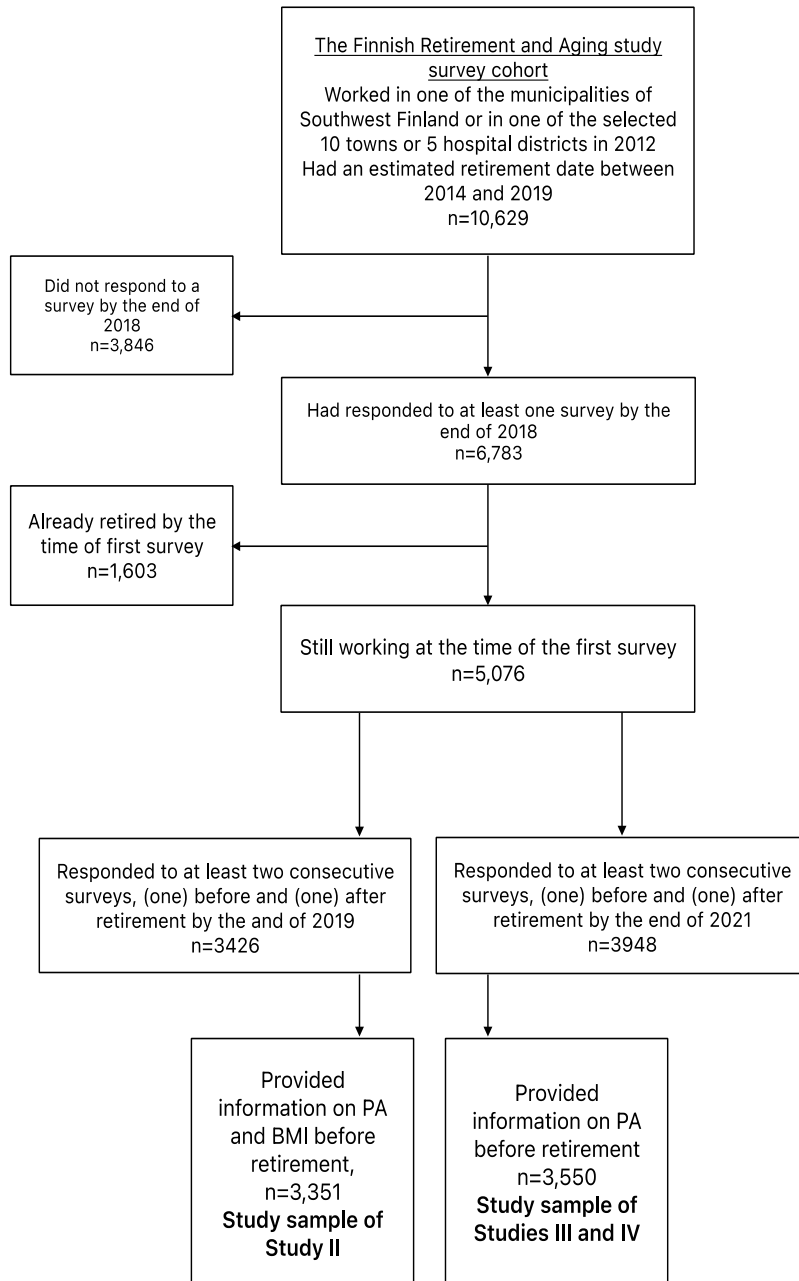 The Finnish Retirement and Aging study
survey cohort
Worked in one of the municipalities of
Southwest Finland or in one of the selected
10 towns or 5 hospital districts in 2012
Had an estimated retirement date between
2014 and 2019
n=10,629
Did not respond to a
survey by the end of
2018
n=3,846
Had responded to at least one survey by the
end of 2018
n=6,783
Already retired by the
time of first survey
n=1,603
Still working at the time of the first survey
n=5,076
Responded to at least two consecutive
surveys, (one) before and (one) after
retirement by the and of 2019
n=3426
Responded to at least two consecutive
surveys, (one) before and (one) after
retirement by the end of 2021
n=3948
Provided
information on PA
and BMI before
retirement,
n=3,351
Study sample of
Study II
Provided
information on PA
before retirement
n=3,550
Study sample of
Studies III and IV